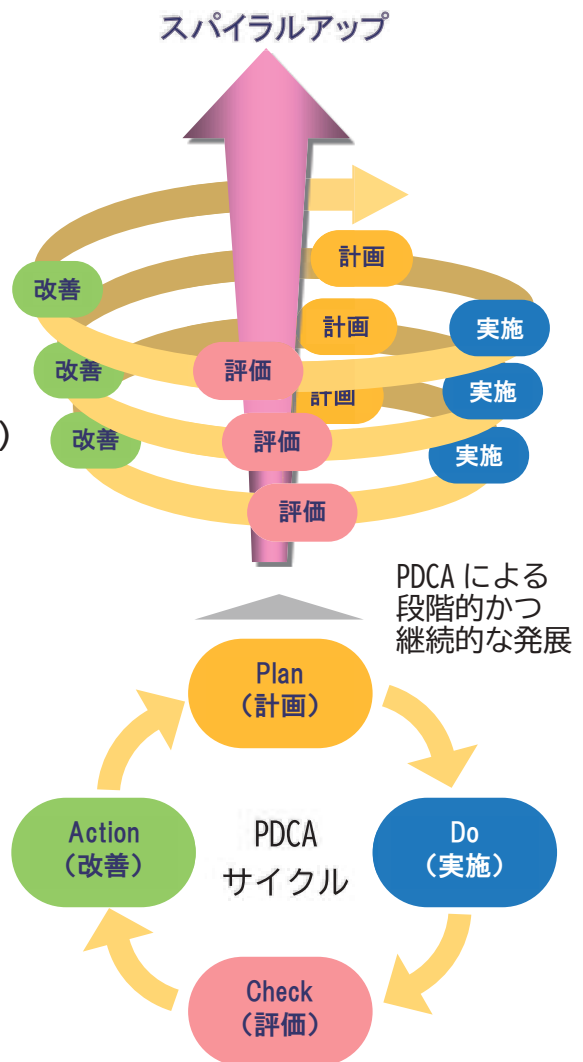 スパイラルアップ
計画
改善
計画
実施
評価
改善
計画
実施
評価
改善
実施
評価
)
PDCA による
段階的かつ
継続的な発展
Plan
(計画)
Action
(改善)
PDCA
サイクル
Do
(実施)
Check
(評価)